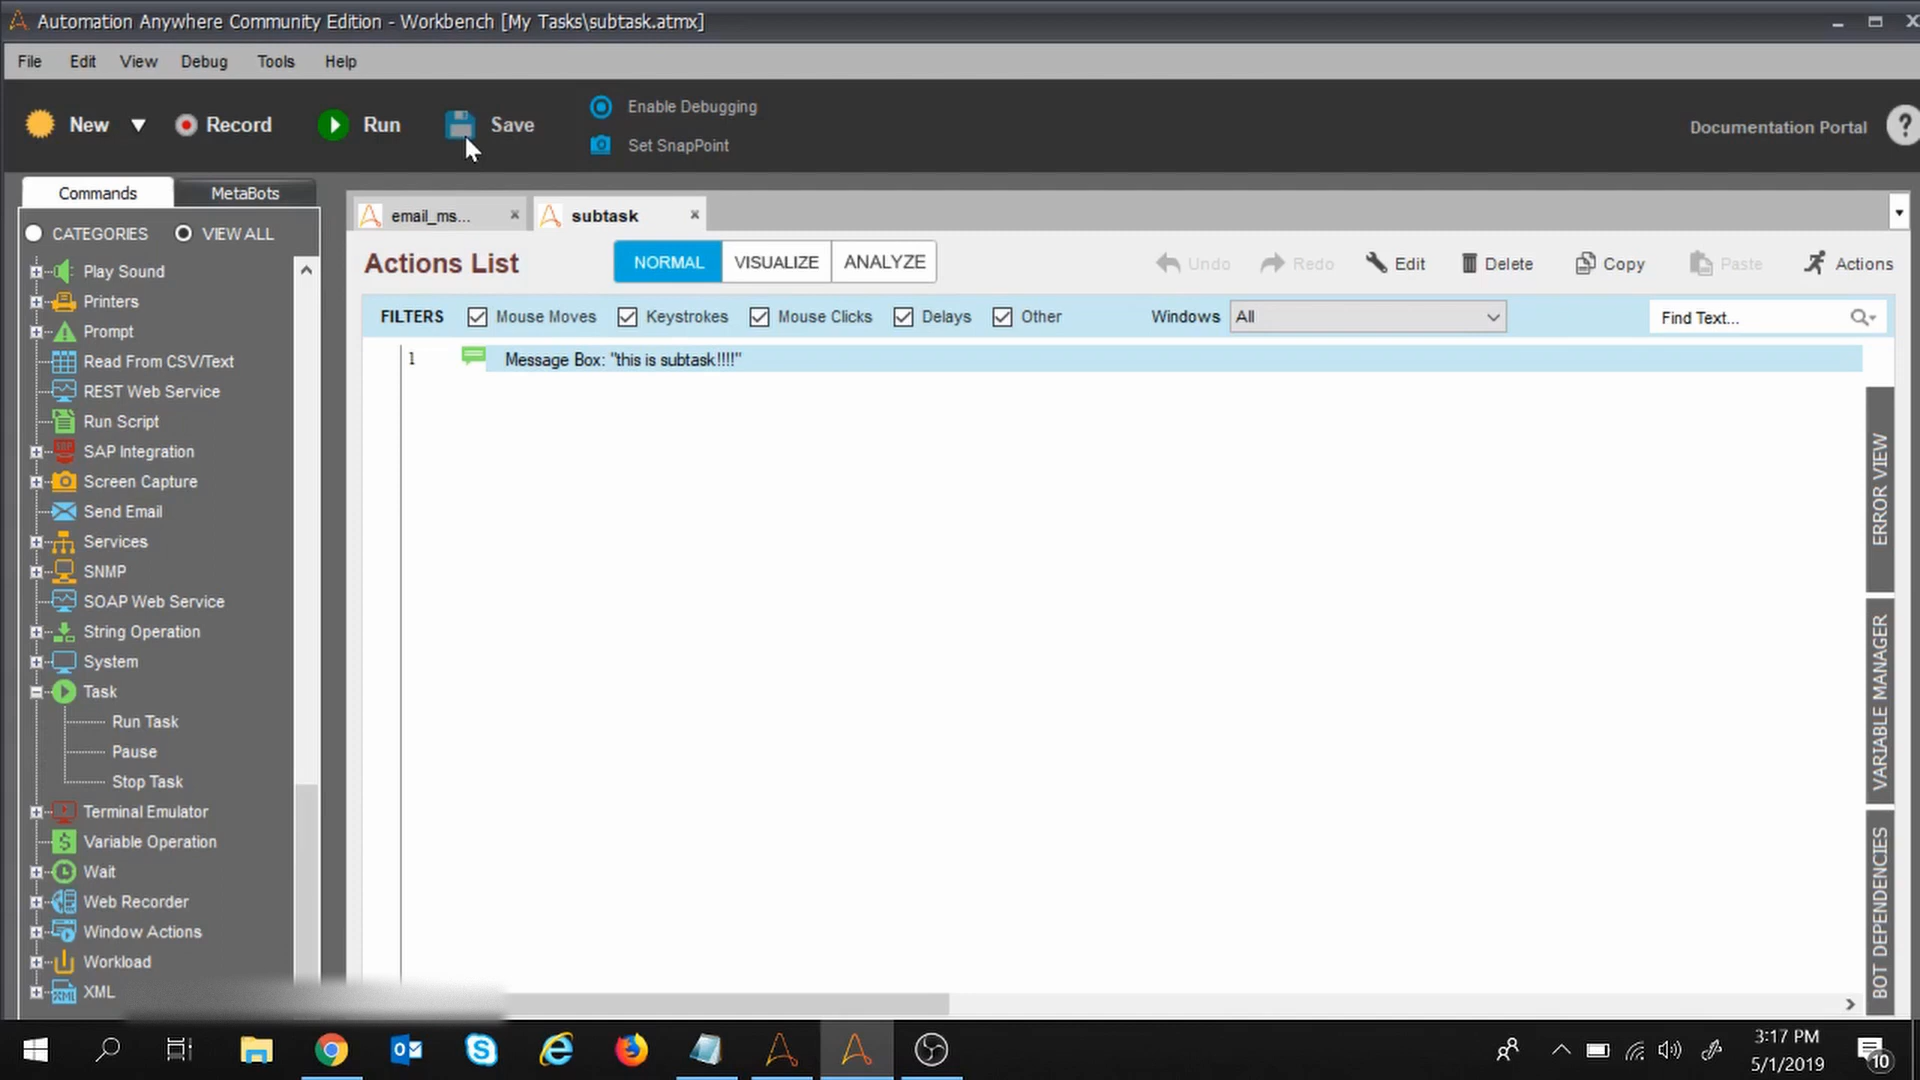 Automation Anywhere Community Edition - Workbench [My Tasks\subtask.atmx]
File Edit View Debug Tools Help
New Record Run Save
Enable Debugging
Set SnapPoint
Documentation Portal ?
Commands MetaBots
CATEGORIES VIEW ALL
Play Sound
Printers
Prompt
Read From CSV/Text
REST Web Service
Run Script
SAP Integration
Screen Capture
Send Email
Services
SNMP
SOAP Web Service
String Operation
System
Task
Run Task
Pause
Stop Task
Terminal Emulator
Variable Operation
Wait
Web Recorder
Window Actions
Workload
XML
email_ms... subtask
Actions List NORMAL VISUALIZE ANALYZE Undo Redo Edit Delete Copy Paste Actions
FILTERS Mouse Moves Keystrokes Mouse Clicks Delays Other Windows All Find Text...
1 Message Box: "this is subtask!!!!"
ERROR VIEW
VARIABLE MANAGER
BOT DEPENDENCIES
3:17 PM
5/1/2019
10